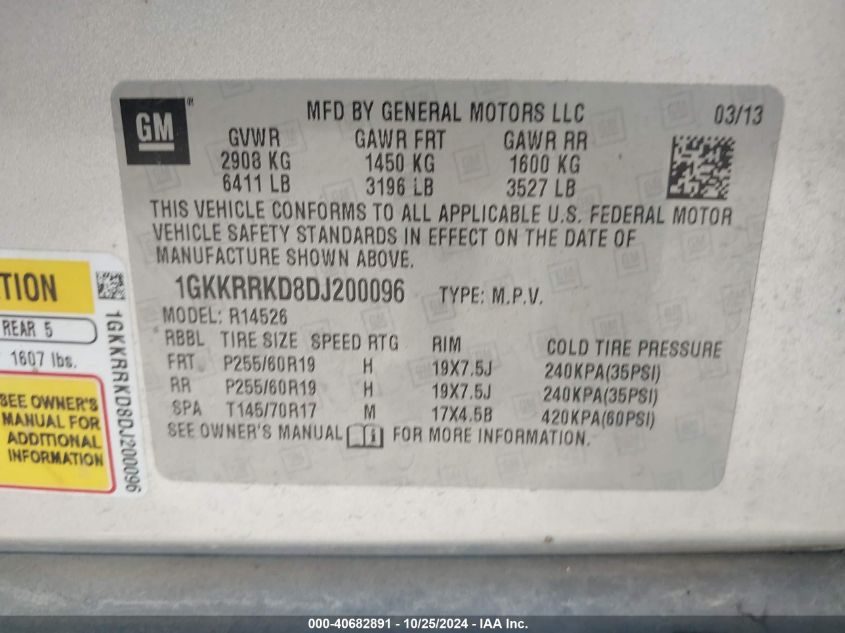 GM ® MFD BY GENERAL MOTORS LLC 03/13
GVWR GAWR FRT GAWR RR
2908 KG 1450 KG 1600 KG
6411 LB 3196 LB 3527 LB
THIS VEHICLE CONFORMS TO ALL APPLICABLE U.S. FEDERAL MOTOR
VEHICLE SAFETY STANDARDS IN EFFECT ON THE DATE OF
MANUFACTURE SHOWN ABOVE.
1GKKRRKD8DJ200096 TYPE: M.P.V.
MODEL: R14526
RBBL TIRE SIZE SPEED RTG RIM COLD TIRE PRESSURE
FRT P255/60R19 H 19X7.5J 240KPA(35PSI)
RR P255/60R19 H 19X7.5J 240KPA(35PSI)
SPA T145/70R17 M 17X4.5B 420KPA(60PSI)
SEE OWNER'S MANUAL FOR MORE INFORMATION.
TION
REAR 5
1607 lbs.
SEE OWNER'S
MANUAL FOR
ADDITIONAL
INFORMATION
1GKKRRKD8DJ200096
000-40682891 - 10/25/2024 - IAA Inc.